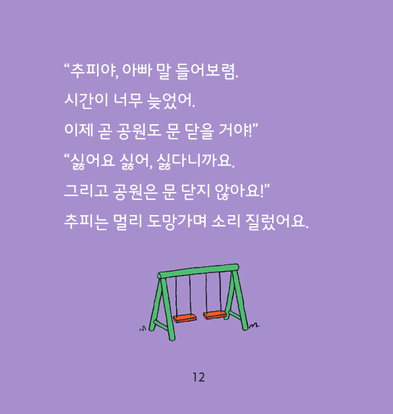 “추피야, 아빠 말 들어보렴.
시간이 너무 늦었어.
이제 곧 공원도 문 닫을 거야!”
“싫어요 싫어, 싫다니까요.
그리고 공원은 문 닫지 않아요!”
추피는 멀리 도망가며 소리 질렀어요.
12